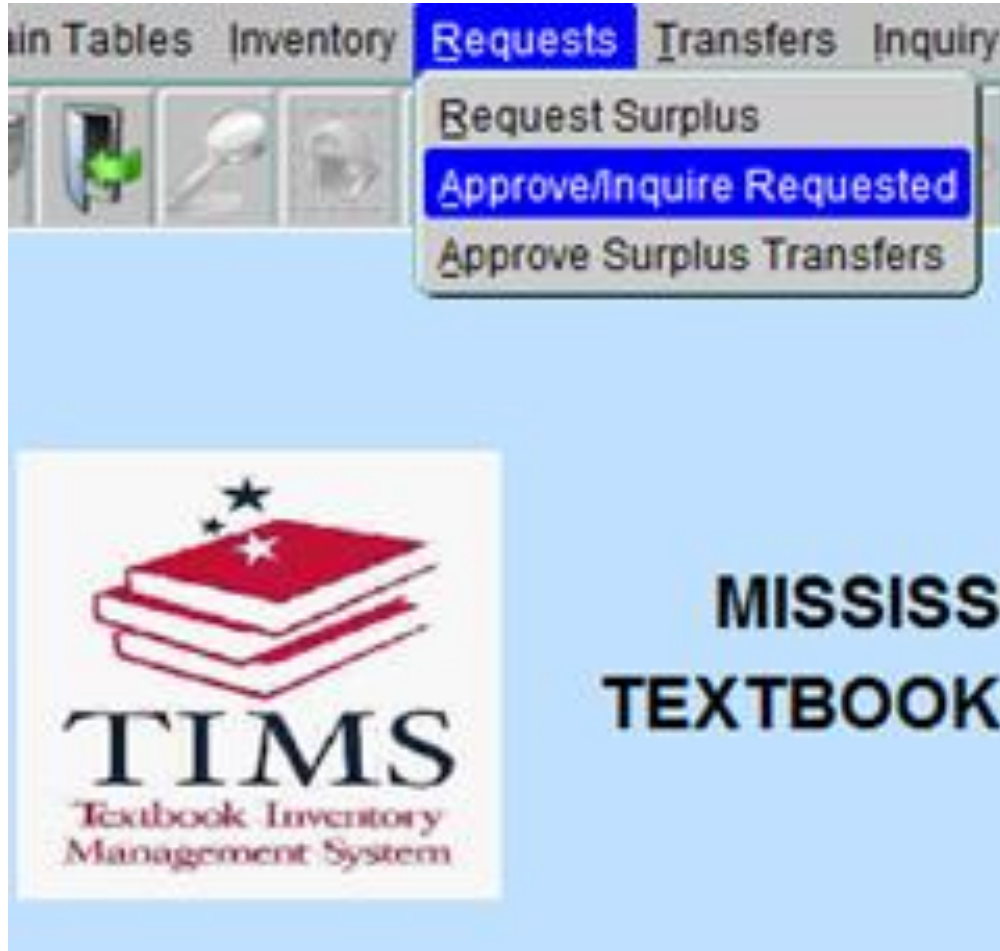 ain Tables Inventory Requests Transfers Inquiry
Request Surplus
Approve/Inquire Requested
Approve Surplus Transfers
MISSISS
TEXTBOOK
TIMS
Textbook Inventory
Management System